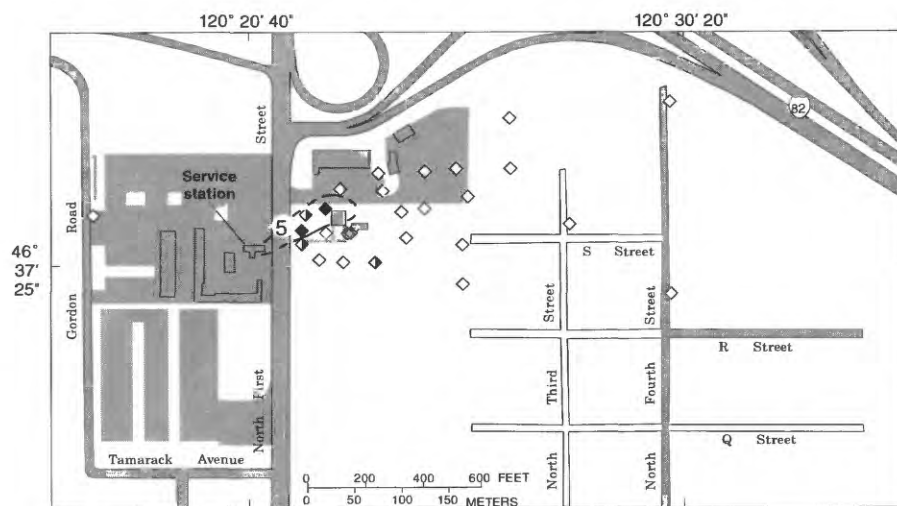 120° 20' 40"
120° 30' 20"
82
Street
Service
station
5
Road
46°
37'
25"
S Street
Gordon
Street
Street
R Street
First
Third
Fourth
Q Street
Tamarack Avenue
North
North
North
0 200 400 600 FEET
0 50 100 150
METERS